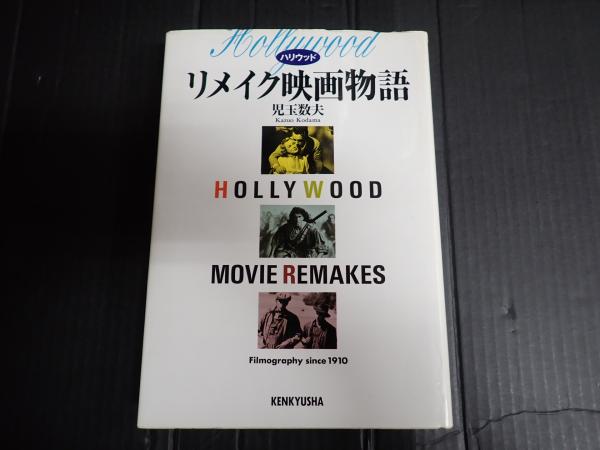 Hollywood
ハリウッド
リメイク映画物語
児玉数夫
Kazuo Kodama
HOLLYWOOD
MOVIE REMAKES
Filmography since 1910
KENKYUSHA